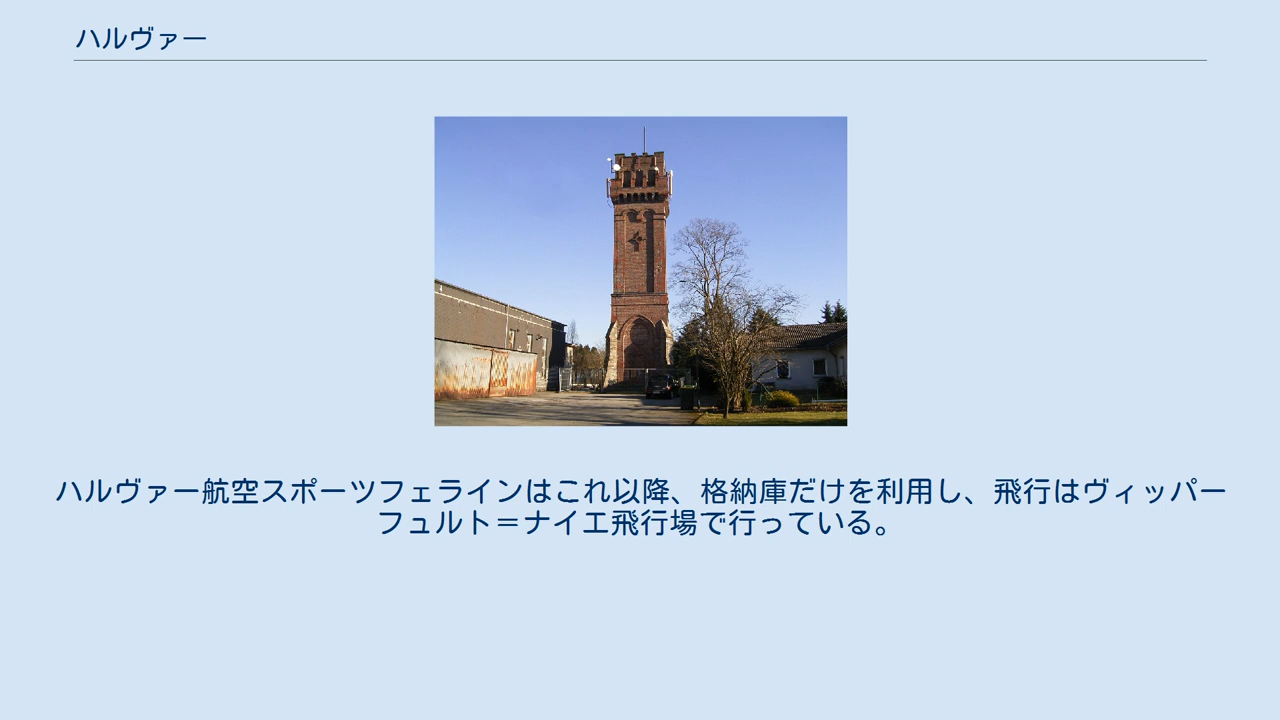 ハルヴァー
ハルヴァー航空スポーツフェラインはこれ以降、格納庫だけを利用し、飛行はヴィッパー
フュルト＝ナイエ飛行場で行っている。